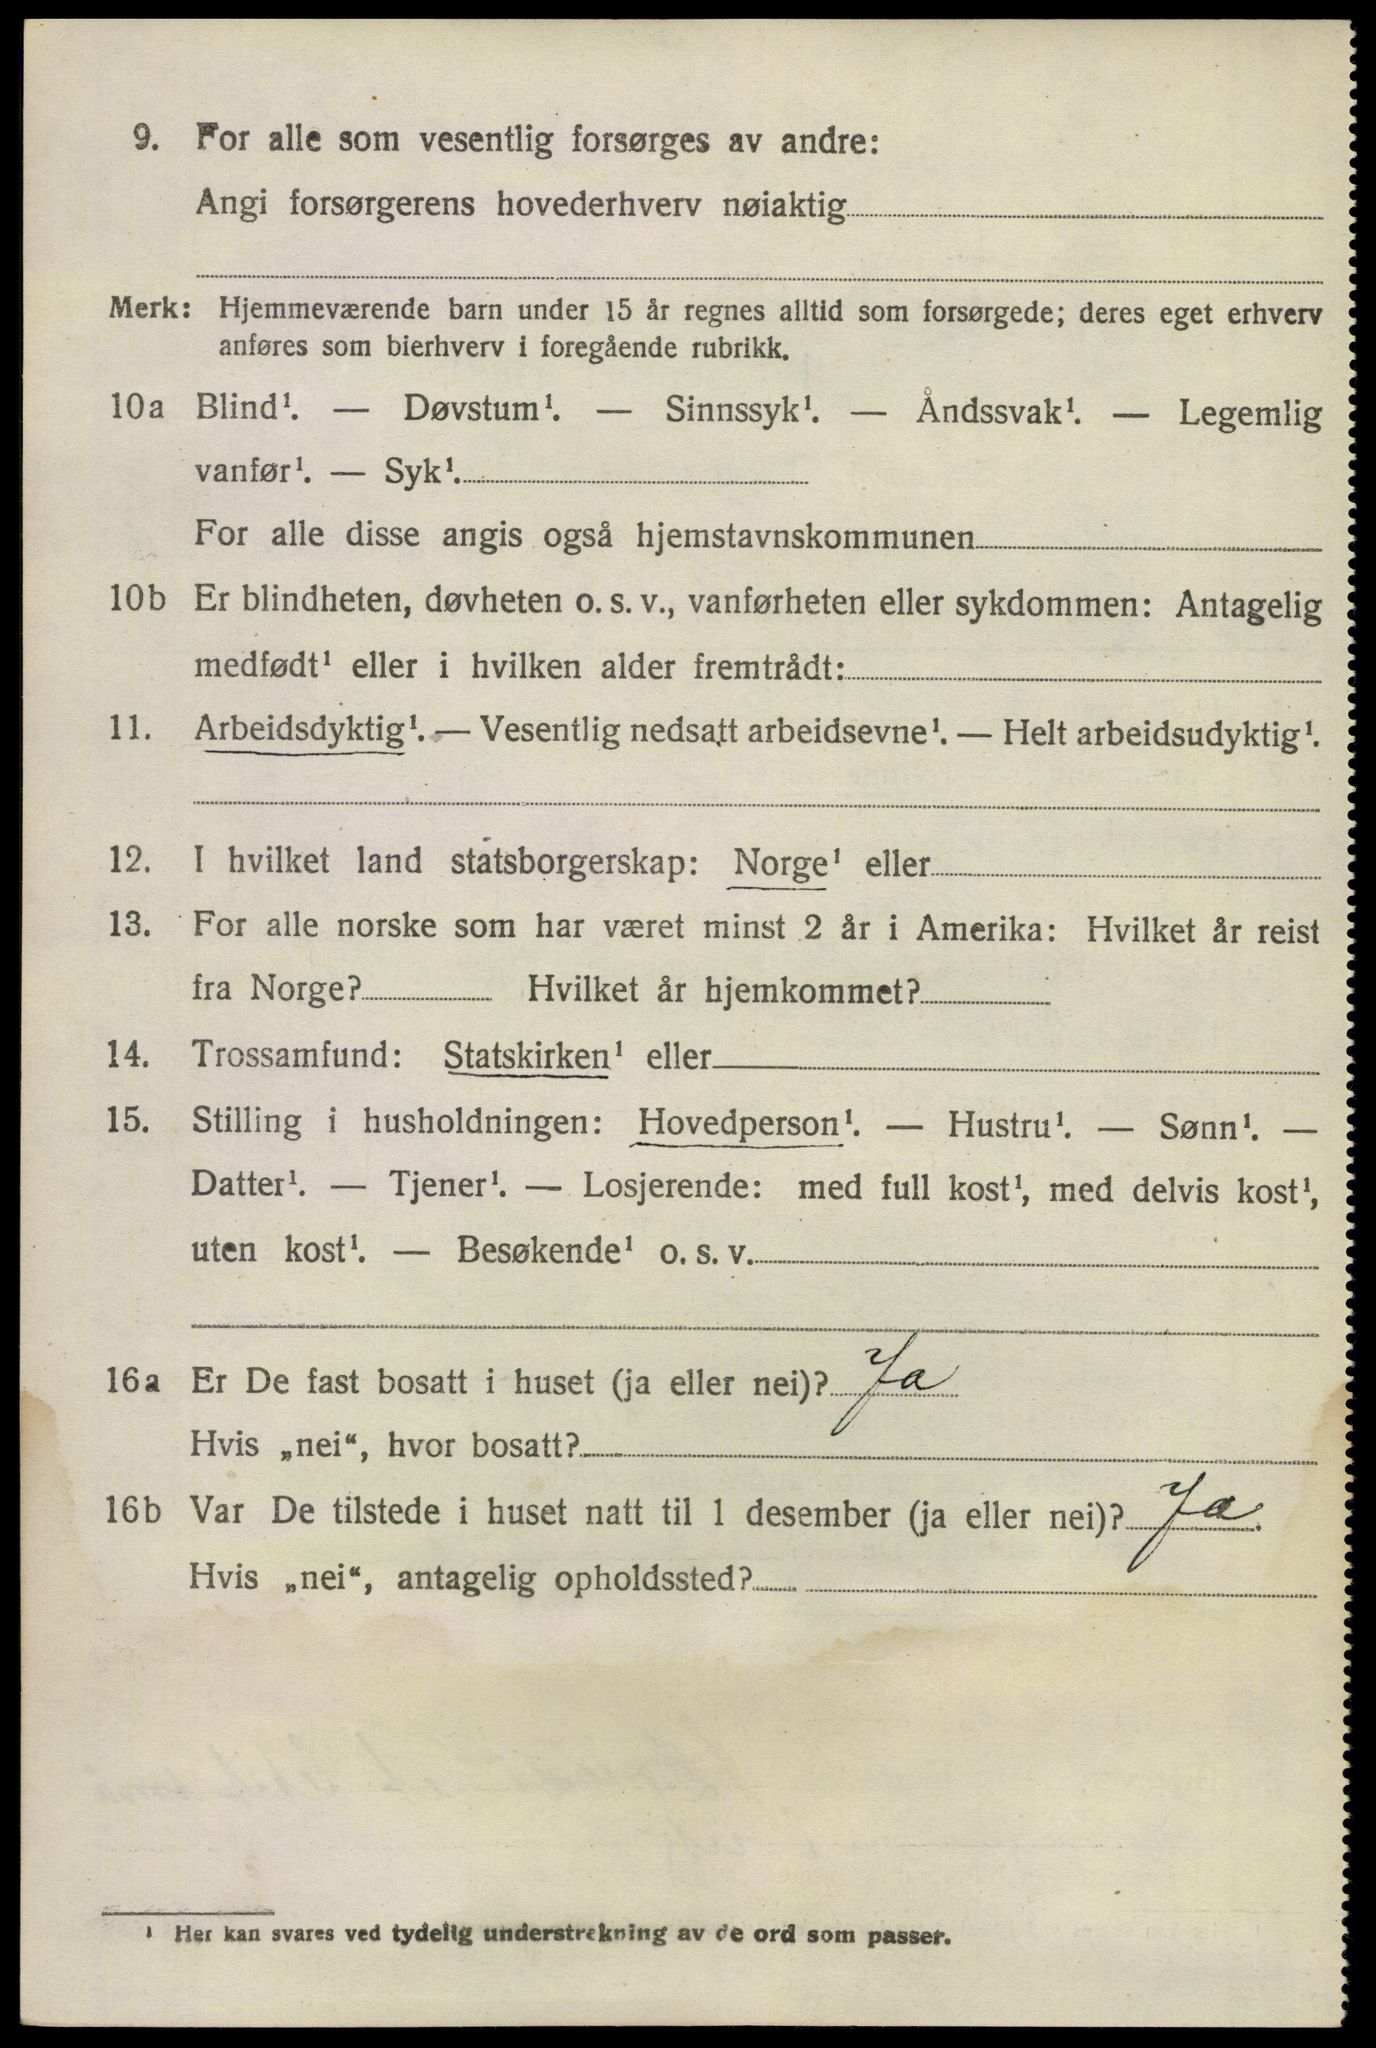 9. For alle som vesentlig forsørges av andre:
Angi forsørgerens hovederhverv nøiaktig
Merk: Hjemmeværende barn under 15 år regnes alltid som forsørgede; deres eget erhverv
anføres som bierhverv i foregående rubrikk.
10a Blind¹. — Døvstum¹. — Sinnssyk¹. — Åndssvak¹. — Legemlig
vanfør¹. — Syk¹.
For alle disse angis også hjemstavnskommunen
10b Er blindheten, døvheten o. s. v., vanførheten eller sykdommen: Antagelig
medfødt¹ eller i hvilken alder fremtrådt:
11. Arbeidsdyktig¹. — Vesentlig nedsatt arbeidsevne¹. — Helt arbeidsudyktig¹.
12. I hvilket land statsborgerskap: Norge¹ eller
13. For alle norske som har været minst 2 år i Amerika: Hvilket år reist
fra Norge? Hvilket år hjemkommet?
14. Trossamfund: Statskirken¹ eller
15. Stilling i husholdningen: Hovedperson¹. — Hustru¹. — Sønn¹. —
Datter¹. — Tjener¹. — Losjerende: med full kost¹, med delvis kost¹,
uten kost¹. — Besøkende¹ o. s. v.
16a Er De fast bosatt i huset (ja eller nei)? Ja
Hvis „nei“, hvor bosatt?
16b Var De tilstede i huset natt til 1 desember (ja eller nei)? Ja.
Hvis „nei“, antagelig opholdssted?
¹ Her kan svares ved tydelig understrekning av de ord som passer.